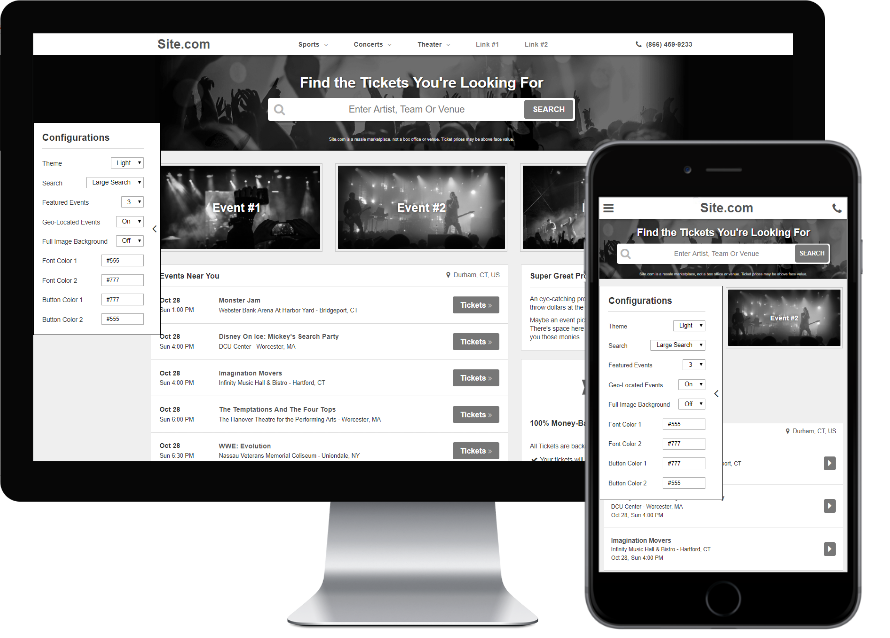 Site.com
Sports
Concerts
Theater
Link #1
Link #2
(866) 459-9233
Find the Tickets You're Looking For
Enter Artist, Team Or Venue
SEARCH
Site.com is a resale marketplace, not a box office or venue. Ticket prices may be above face value.
Configurations
Theme Light
Search Large Search
Featured Events 3
Geo-Located Events On
Full Image Background Off
Font Color 1 #555
Font Color 2 #777
Button Color 1 #777
Button Color 2 #555
Event #1
Event #2
Events Near You
Durham, CT, US
Oct 28 Monster Jam
Sun 1:00 PM Webster Bank Arena At Harbor Yard - Bridgeport, CT
Tickets »
Oct 28 Disney On Ice: Mickey's Search Party
Sun 4:00 PM DCU Center - Worcester, MA
Tickets »
Oct 28 Imagination Movers
Sun 4:00 PM Infinity Music Hall & Bistro - Hartford, CT
Tickets »
Oct 28 The Temptations And The Four Tops
Sun 6:00 PM The Hanover Theatre for the Performing Arts - Worcester, MA
Tickets »
Oct 28 WWE: Evolution
Sun 6:30 PM Nassau Veterans Memorial Coliseum - Uniondale, NY
Tickets »
Super Great Pro
An eye-catching pro
throw dollars at the
Maybe an event pic
There's space here
you those monies.
100% Money-Ba
All Tickets are back
Your tickets will
Site.com
Find the Tickets You're Looking For
Enter Artist, Team Or Venue
SEARCH
Site.com is a resale marketplace, not a box office or venue. Ticket prices may be above face value.
Configurations
Theme Light
Search Large Search
Featured Events 3
Geo-Located Events On
Full Image Background Off
Font Color 1 #555
Font Color 2 #777
Button Color 1 #777
Button Color 2 #555
Event #2
Durham, CT, US
port, CT
DCU Center - Worcester, MA
Oct 28, Sun 4:00 PM
Imagination Movers
Infinity Music Hall & Bistro - Hartford, CT
Oct 28, Sun 4:00 PM